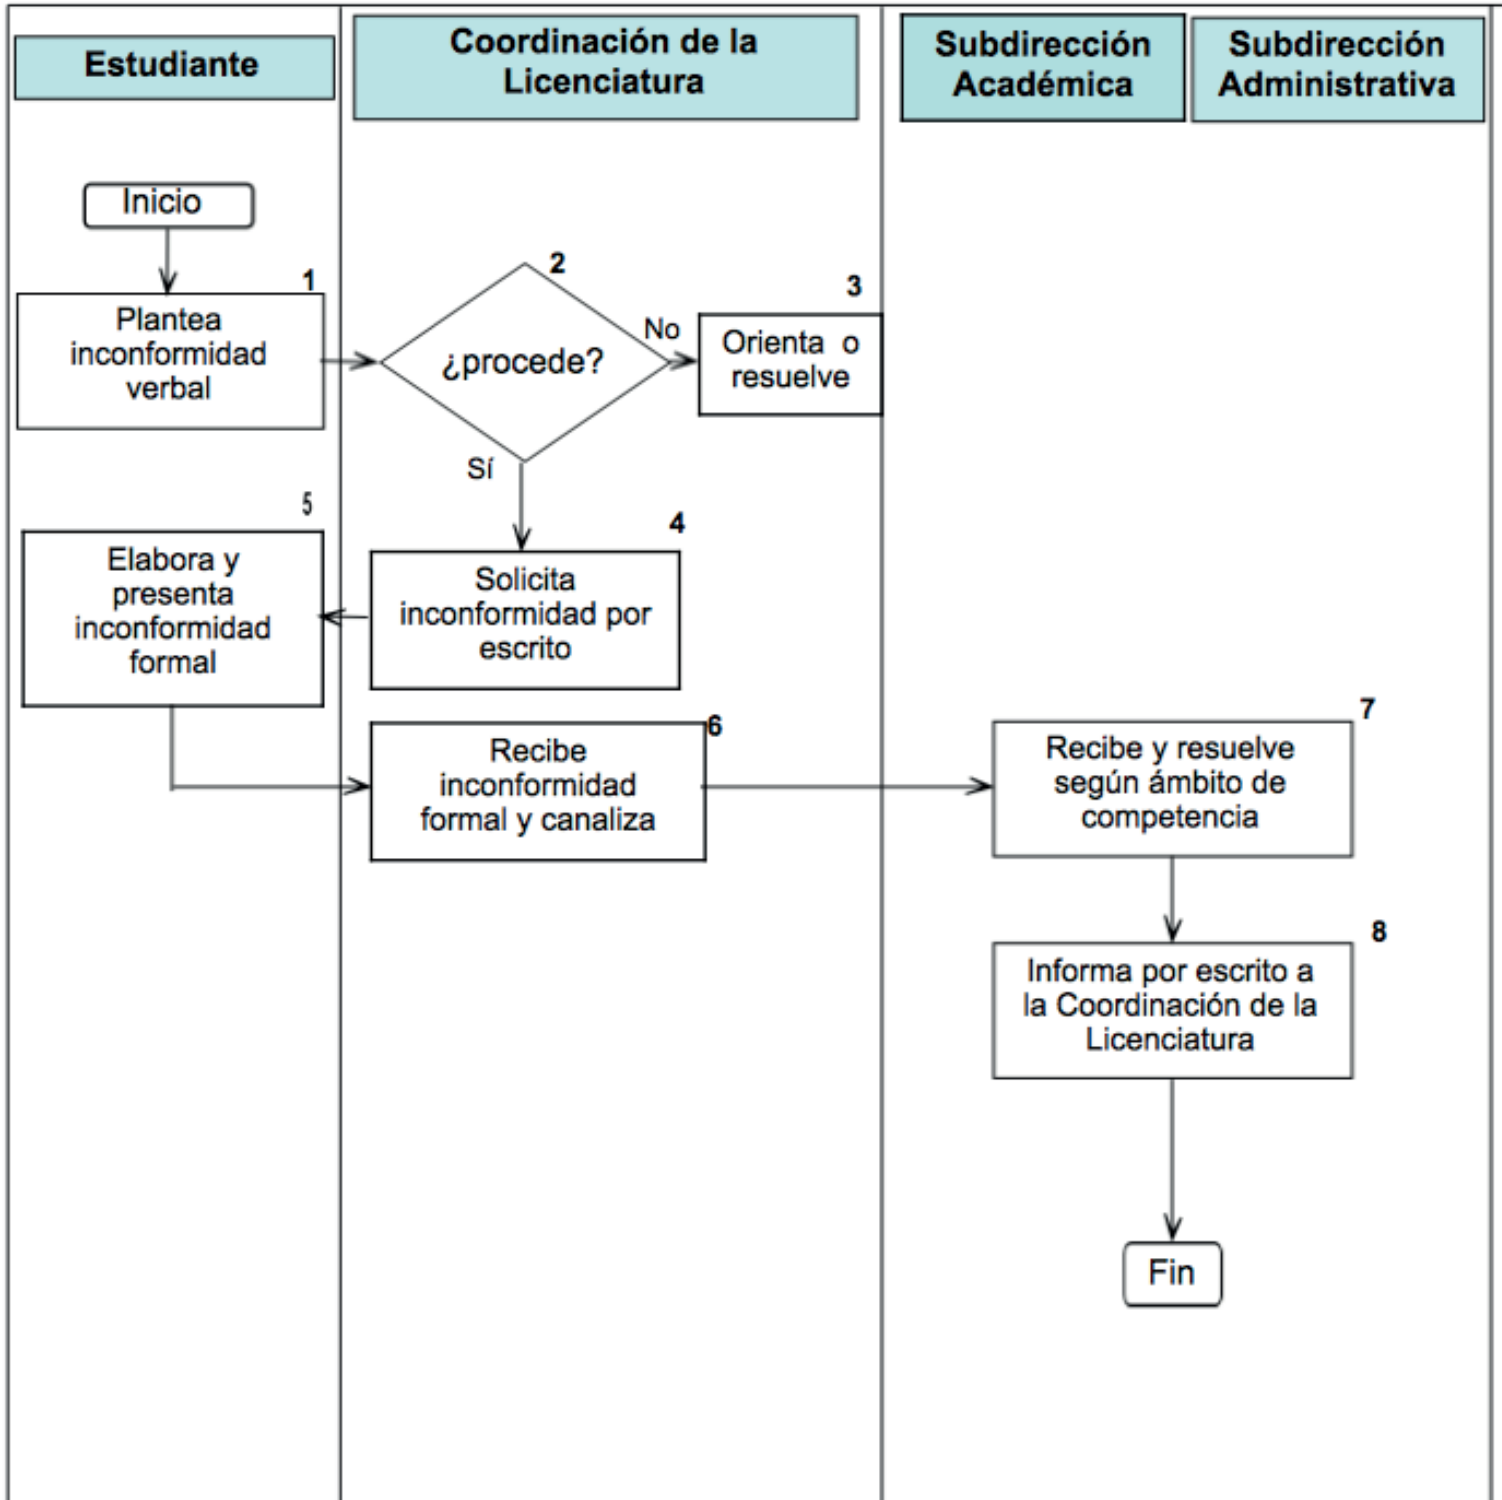 Estudiante
Coordinación de la
Licenciatura
Subdirección
Académica
Subdirección
Administrativa
Inicio
1
Plantea
inconformidad
verbal
2
¿procede?
No
3
Orienta o
resuelve
Sí
4
Solicita
inconformidad por
escrito
5
Elabora y
presenta
inconformidad
formal
6
Recibe
inconformidad
formal y canaliza
7
Recibe y resuelve
según ámbito de
competencia
8
Informa por escrito a
la Coordinación de la
Licenciatura
Fin